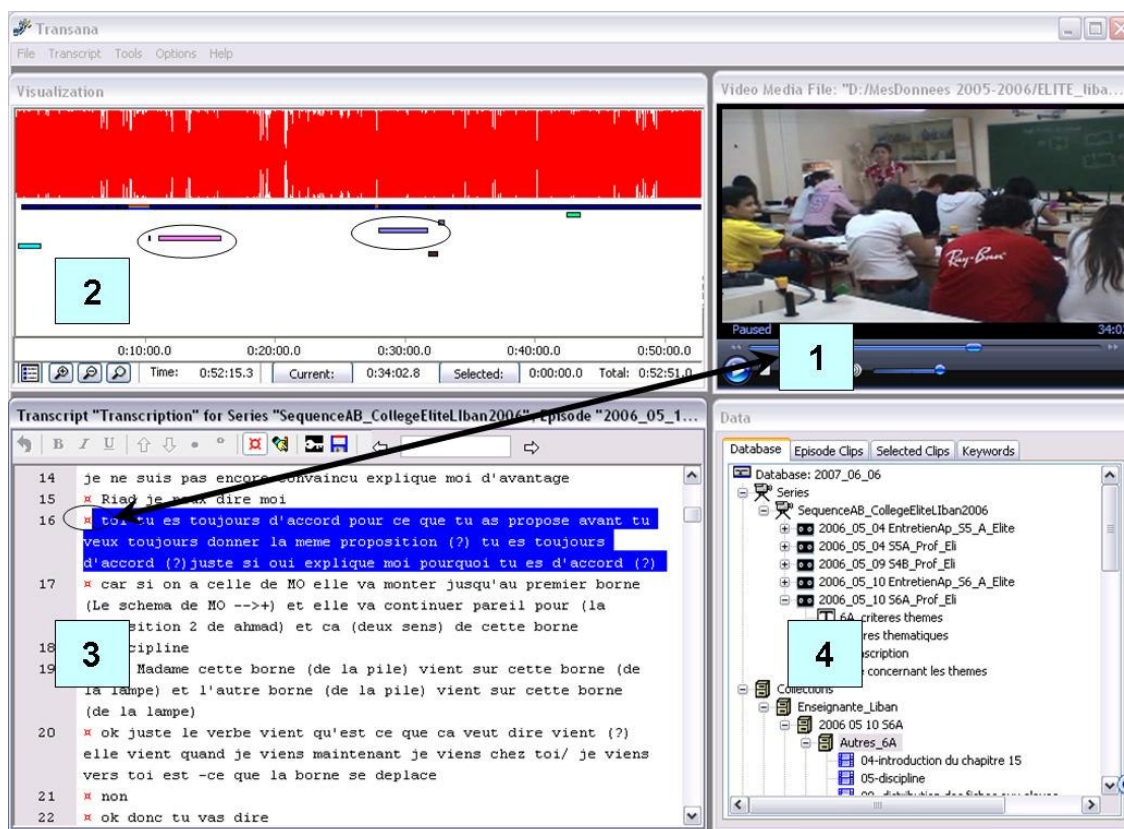 Transana
File Transcript Tools Options Help
Visualization
2
0:10:00.0 0:20:00.0 0:30:00.0 0:40:00.0 0:50:00.0
Time: 0:52:15.3 Current: 0:34:02.8 Selected: 0:00:00.0 Total: 0:52:51.0
Video Media File: "D:/MesDonnees 2005-2006/ELITE_liba...
Ray-Ban
Paused 34:0
1
Transcript "Transcription" for Series "SequenceAB_CollegeEliteLIban2006", Episode "2006_05_1...
B I U
14 je ne suis pas encore convaincu explique moi d'avantage
15 ¤ Riad je peux dire moi
16 ¤ toi tu es toujours d'accord pour ce que tu as propose avant tu
veux toujours donner la meme proposition (?) tu es toujours
d'accord (?)juste si oui explique moi pourquoi tu es d'accord (?)
17 ¤ car si on a celle de MO elle va monter jusqu'au premier borne
(Le schema de MO -->+) et elle va continuer pareil pour (la
sition 2 de ahmad) et ca (deux sens) de cette borne
18 cipline
19 Madame cette borne (de la pile) vient sur cette borne (de
la lampe) et l'autre borne (de la pile) vient sur cette borne
(de la lampe)
20 ¤ ok juste le verbe vient qu'est ce que ca veut dire vient (?)
elle vient quand je viens maintenant je viens chez toi/ je viens
vers toi est -ce que la borne se deplace
21 ¤ non
22 ¤ ok donc tu vas dire
3
Data
Database Episode Clips Selected Clips Keywords
Database: 2007_06_06
Series
SequenceAB_CollegeEliteLIban2006
2006_05_04 EntretienAp_S5_A_Elite
2006_05_04 S5A_Prof_Eli
2006_05_09 S4B_Prof_Eli
2006_05_10 EntretienAp_S6_A_Elite
2006_05_10 S6A_Prof_Eli
6A_criteres themes
res thematiques
scription
concernant les themes
4
Collections
Enseignante_Liban
2006 05 10 S6A
Autres_6A
04-introduction du chapitre 15
05-discipline